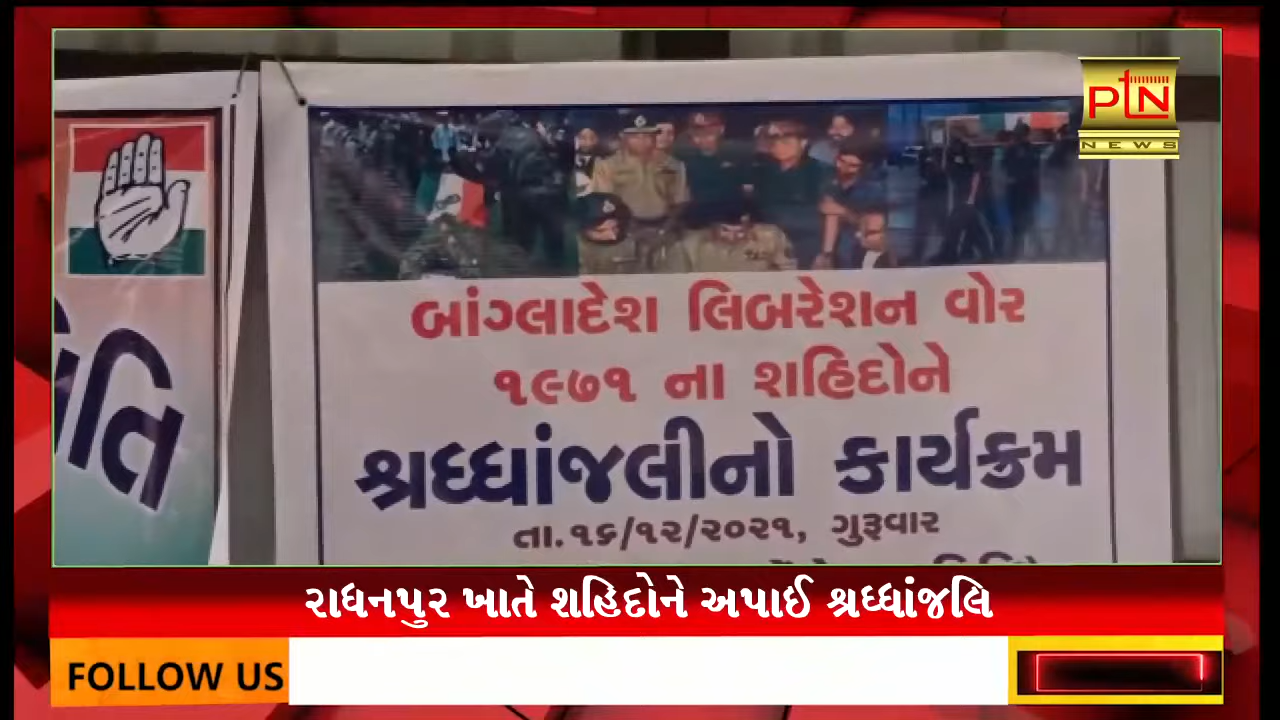 PTN
NEWS
તિ
બાંગ્લાદેશ લિબરેશન વોર
૧૯૭૧ ના શહિદોને
શ્રધ્ધાંજલીનો કાર્યક્રમ
તા.૧૬/૧૨/૨૦૨૧, ગુરૂવાર
રાધનપુર ખાતે શહિદોને અપાઈ શ્રધ્ધાંજલિ
FOLLOW US